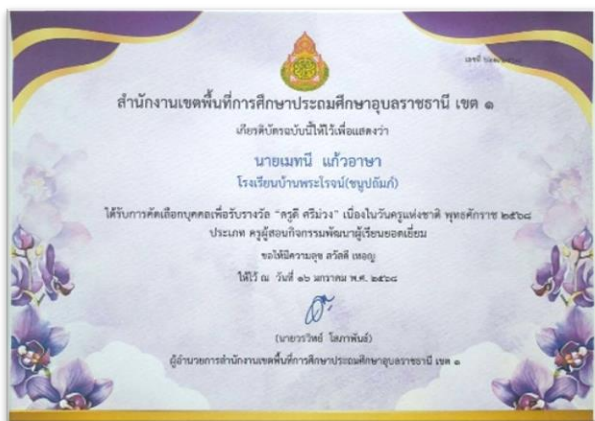 เลขที่
สำนักงานเขตพื้นที่การศึกษาประถมศึกษาอุบลราชธานี เขต ๑
เกียรติบัตรฉบับนี้ให้ไว้เพื่อแสดงว่า
นายเมทนี แก้วอาษา
โรงเรียนบ้านพระโรจน์(ชนูปถัมภ์)
ได้รับการคัดเลือกบุคคลเพื่อรับรางวัล “ครูดี ศรีม่วง” เนื่องในวันครูแห่งชาติ พุทธศักราช ๒๕๖๘
ประเภท ครูผู้สอนกิจกรรมพัฒนาผู้เรียนยอดเยี่ยม
ขอให้มีความสุข สวัสดี เทอญ
ให้ไว้ ณ วันที่ ๑๖ มกราคม พ.ศ. ๒๕๖๘
(นายวรวิทย์ โสภาพันธ์)
ผู้อำนวยการสำนักงานเขตพื้นที่การศึกษาประถมศึกษาอุบลราชธานี เขต ๑